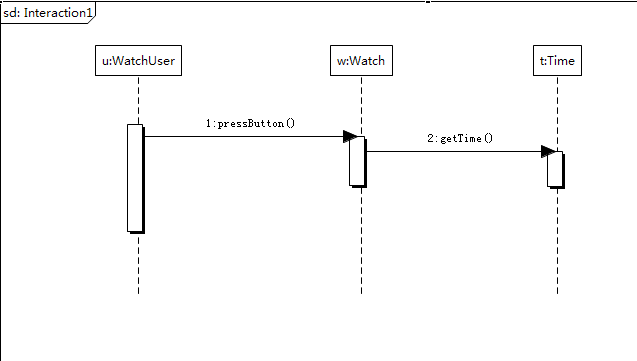 sd: Interaction1
u:WatchUser
w:Watch
t:Time
1:pressButton()
2:getTime()